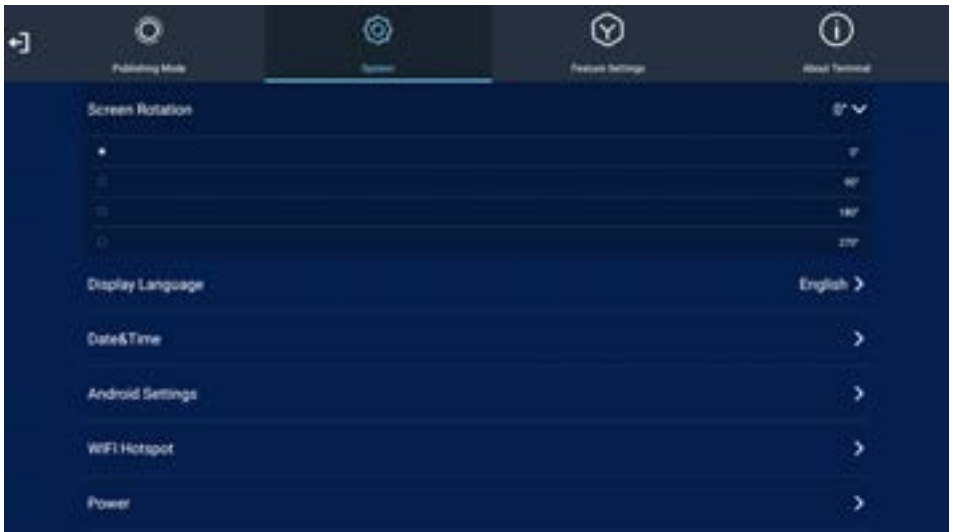 Publishing Mode
System
Feature Settings
About Terminal
Screen Rotation
0°
0°
90°
180°
270°
Display Language
English
Date&Time
Android Settings
WIFI Hotspot
Power